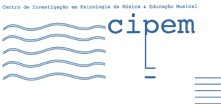 Centro de Investigação em Psicologia da Música & Educação Musical
cipem